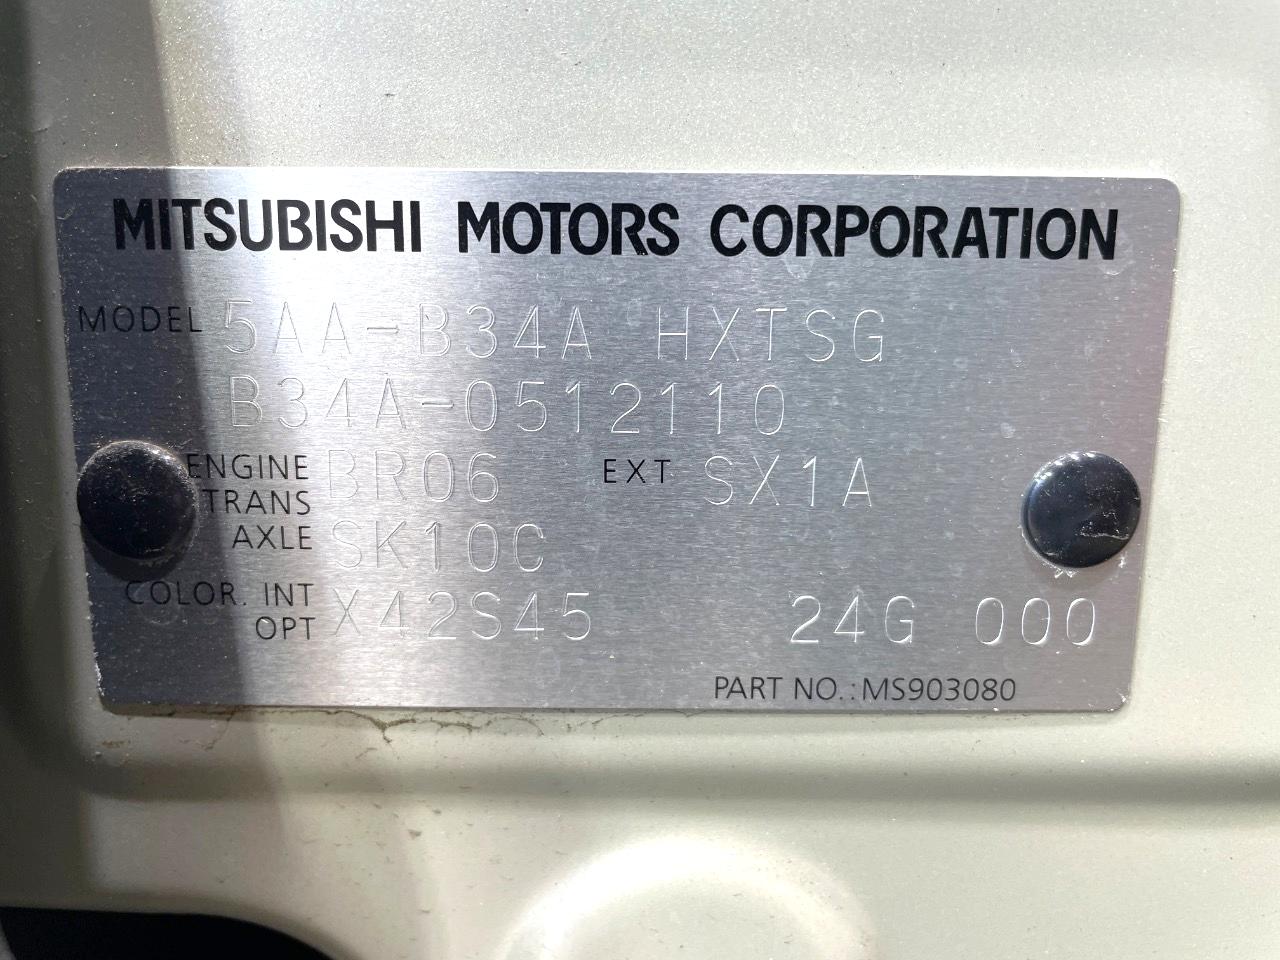 MITSUBISHI MOTORS CORPORATION
MODEL 5AA-B34A HXTSG
B34A-0512110
ENGINE BR06 EXT SX1A
TRANS
AXLE SK10C
COLOR. INT
OPT X42S45 24G 000
PART NO.:MS903080